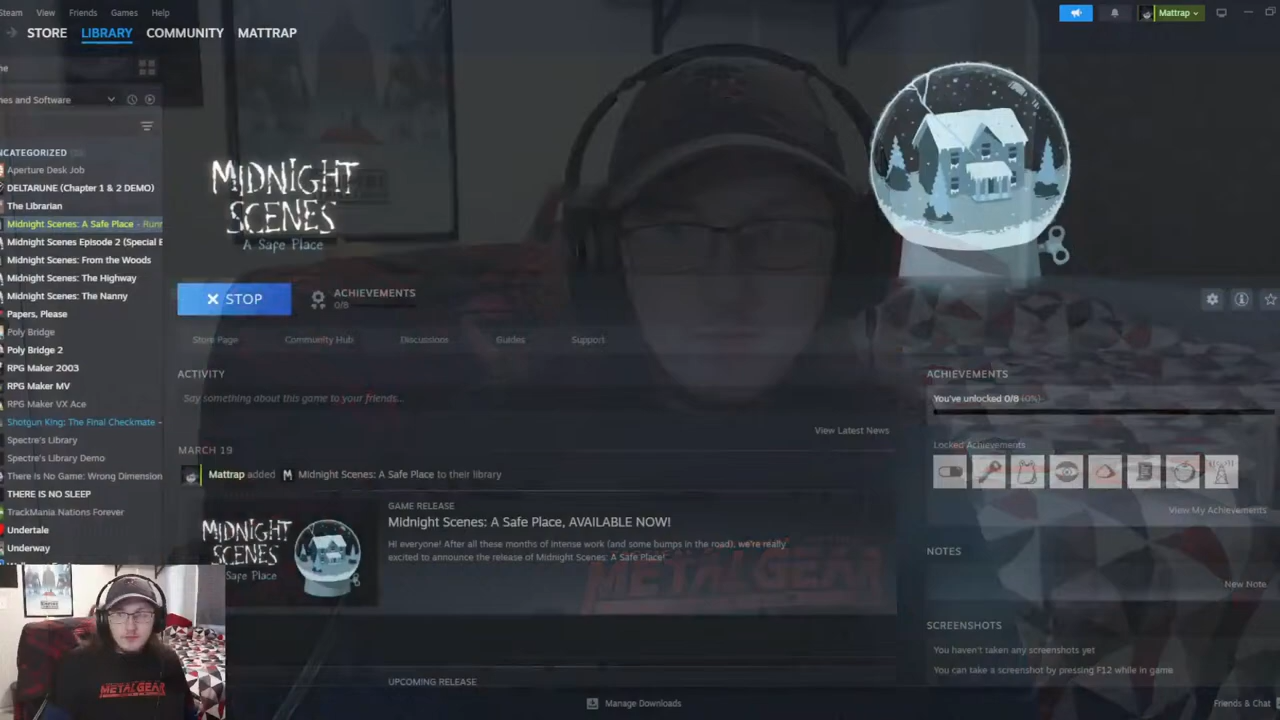 Steam View Friends Games Help
Mattrap
STORE LIBRARY COMMUNITY MATTRAP
me
nes and Software
NCATEGORIZED
Aperture Desk Job
DELTARUNE (Chapter 1 & 2 DEMO)
The Librarian
Midnight Scenes: A Safe Place - Runn
Midnight Scenes Episode 2 (Special E
Midnight Scenes: From the Woods
Midnight Scenes: The Highway
Midnight Scenes: The Nanny
Papers, Please
Poly Bridge
Poly Bridge 2
RPG Maker 2003
RPG Maker MV
RPG Maker VX Ace
Shotgun King: The Final Checkmate -
Spectre's Library
Spectre's Library Demo
There Is No Game: Wrong Dimension
THERE IS NO SLEEP
TrackMania Nations Forever
Undertale
Underway
MIDNIGHT
SCENES
A Safe Place
STOP
ACHIEVEMENTS
0/8
Store Page Community Hub Discussions Guides Support
ACTIVITY
Say something about this game to your friends...
View Latest News
MARCH 19
Mattrap added Midnight Scenes: A Safe Place to their library
MIDNIGHT
SCENES
Safe Place
GAME RELEASE
Midnight Scenes: A Safe Place, AVAILABLE NOW!
Hi everyone! After all these months of intense work (and some bumps in the road), we're really
excited to announce the release of Midnight Scenes: A Safe Place!
METAL GEAR
UPCOMING RELEASE
ACHIEVEMENTS
You've unlocked 0/8 (0%)
Locked Achievements
View My Achievements
NOTES
New Note
SCREENSHOTS
You haven't taken any screenshots yet
You can take a screenshot by pressing F12 while in game
METAL GEAR
Manage Downloads
Friends & Chat